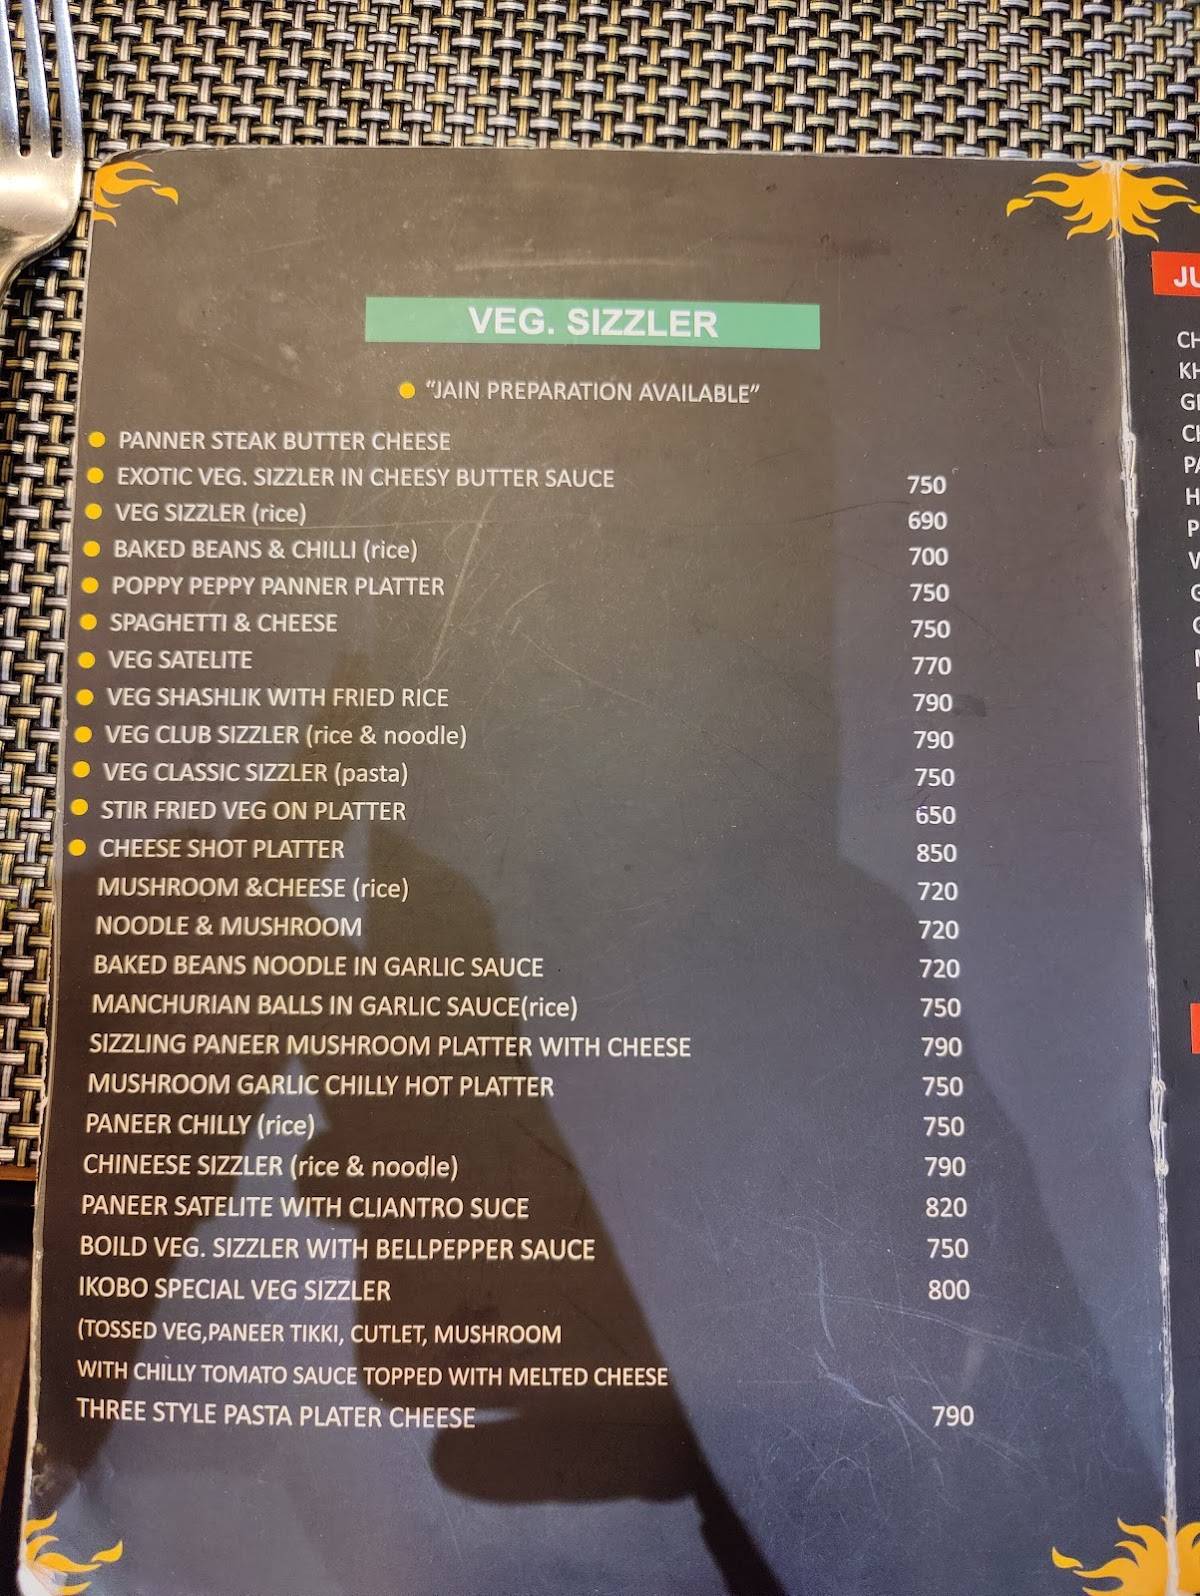 VEG. SIZZLER
“JAIN PREPARATION AVAILABLE”
PANNER STEAK BUTTER CHEESE
EXOTIC VEG. SIZZLER IN CHEESY BUTTER SAUCE 750
VEG SIZZLER (rice) 690
BAKED BEANS & CHILLI (rice) 700
POPPY PEPPY PANNER PLATTER 750
SPAGHETTI & CHEESE 750
VEG SATELITE 770
VEG SHASHLIK WITH FRIED RICE 790
VEG CLUB SIZZLER (rice & noodle) 790
VEG CLASSIC SIZZLER (pasta) 750
STIR FRIED VEG ON PLATTER 650
CHEESE SHOT PLATTER 850
MUSHROOM &CHEESE (rice) 720
NOODLE & MUSHROOM 720
BAKED BEANS NOODLE IN GARLIC SAUCE 720
MANCHURIAN BALLS IN GARLIC SAUCE(rice) 750
SIZZLING PANEER MUSHROOM PLATTER WITH CHEESE 790
MUSHROOM GARLIC CHILLY HOT PLATTER 750
PANEER CHILLY (rice) 750
CHINEESE SIZZLER (rice & noodle) 790
PANEER SATELITE WITH CLIANTRO SUCE 820
BOILD VEG. SIZZLER WITH BELLPEPPER SAUCE 750
IKOBO SPECIAL VEG SIZZLER 800
(TOSSED VEG,PANEER TIKKI, CUTLET, MUSHROOM
WITH CHILLY TOMATO SAUCE TOPPED WITH MELTED CHEESE
THREE STYLE PASTA PLATER CHEESE 790